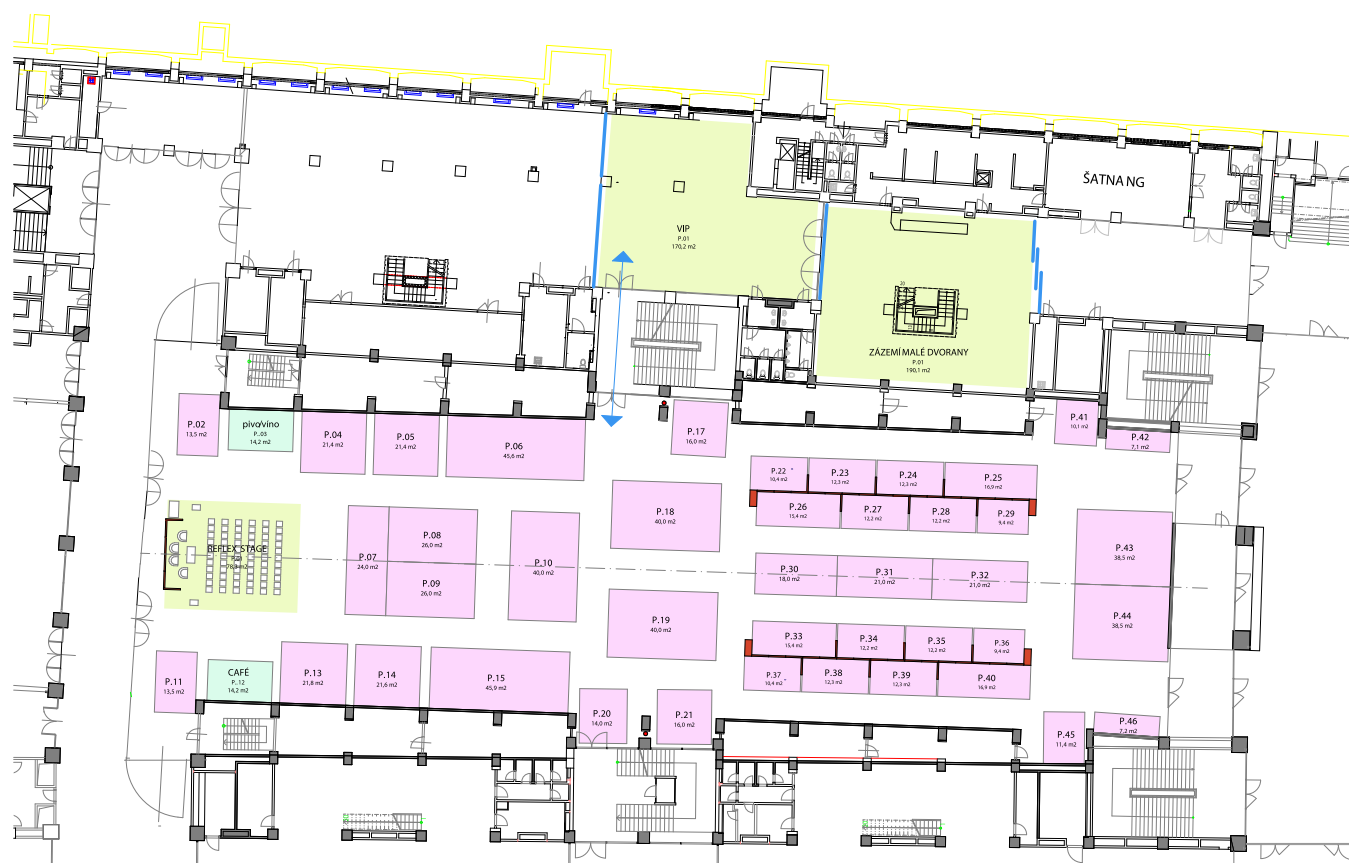 ŠATNA NG
VIP
P.01
170,2 m2
20
ZÁZEMÍ MALÉ DVORANY
P.01
190,1 m2
P.02
13,5 m2
pivo/víno
P..03
14,2 m2
P.04
21,4 m2
P.05
21,4 m2
P.06
45,6 m2
P.17
16,0 m2
P.41
10,1 m2
P.42
7,1 m2
P.22
10,4 m2
P.23
12,3 m2
P.24
12,3 m2
P.25
16,9 m2
P.26
15,4 m2
P.27
12,2 m2
P.28
12,2 m2
P.29
9,4 m2
P.18
40,0 m2
REFLEX STAGE
78,3 m2
P.07
24,0 m2
P.08
26,0 m2
P.09
26,0 m2
P.10
40,0 m2
P.30
18,0 m2
P.31
21,0 m2
P.32
21,0 m2
P.43
38,5 m2
P.44
38,5 m2
P.19
40,0 m2
P.33
15,4 m2
P.34
12,2 m2
P.35
12,2 m2
P.36
9,4 m2
P.37
10,4 m2
P.38
12,3 m2
P.39
12,3 m2
P.40
16,9 m2
P.11
13,5 m2
CAFÉ
P..12
14,2 m2
P.13
21,8 m2
P.14
21,6 m2
P.15
45,9 m2
P.20
14,0 m2
P.21
16,0 m2
P.45
11,4 m2
P.46
7,2 m2